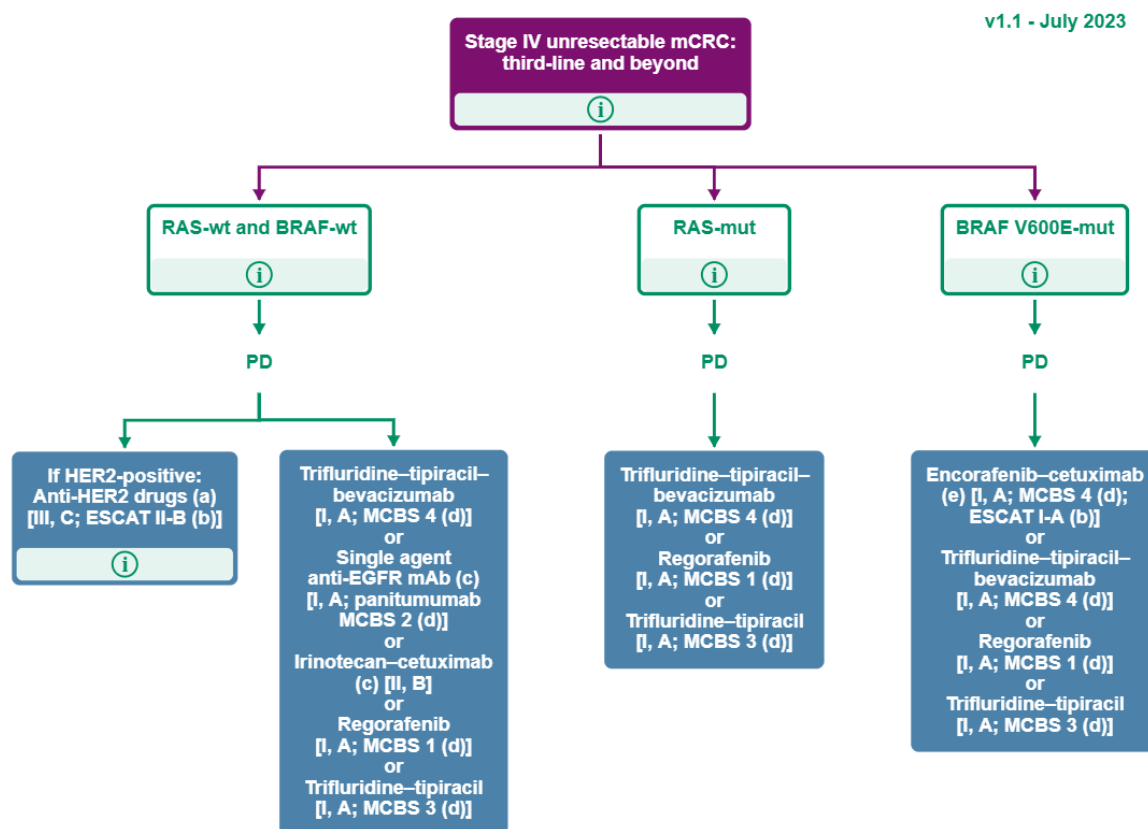 v1.1 - July 2023
Stage IV unresectable mCRC:
third-line and beyond
i
RAS-wt and BRAF-wt
i
RAS-mut
i
BRAF V600E-mut
i
PD
PD
PD
If HER2-positive:
Anti-HER2 drugs (a)
[III, C; ESCAT II-B (b)]
i
Trifluridine–tipiracil–
bevacizumab
[I, A; MCBS 4 (d)]
or
Single agent
anti-EGFR mAb (c)
[I, A; panitumumab
MCBS 2 (d)]
or
Irinotecan–cetuximab
(c) [II, B]
or
Regorafenib
[I, A; MCBS 1 (d)]
or
Trifluridine–tipiracil
[I, A; MCBS 3 (d)]
Trifluridine–tipiracil–
bevacizumab
[I, A; MCBS 4 (d)]
or
Regorafenib
[I, A; MCBS 1 (d)]
or
Trifluridine–tipiracil
[I, A; MCBS 3 (d)]
Encorafenib–cetuximab
(e) [I, A; MCBS 4 (d);
ESCAT I-A (b)]
or
Trifluridine–tipiracil–
bevacizumab
[I, A; MCBS 4 (d)]
or
Regorafenib
[I, A; MCBS 1 (d)]
or
Trifluridine–tipiracil
[I, A; MCBS 3 (d)]